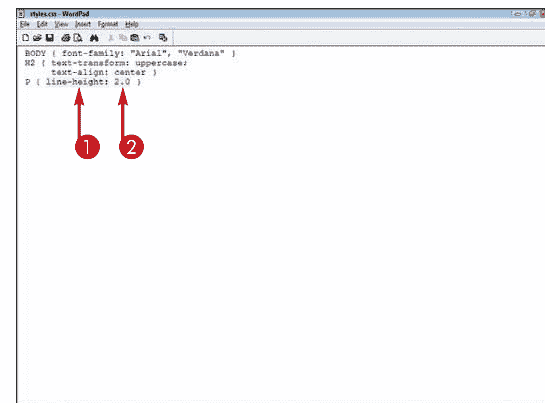 styles.css - WordPad
File Edit View Insert Format Help
BODY { font-family: "Arial", "Verdana" }
H2 { text-transform: uppercase;
text-align: center }
P { line-height: 2.0 }
1 2